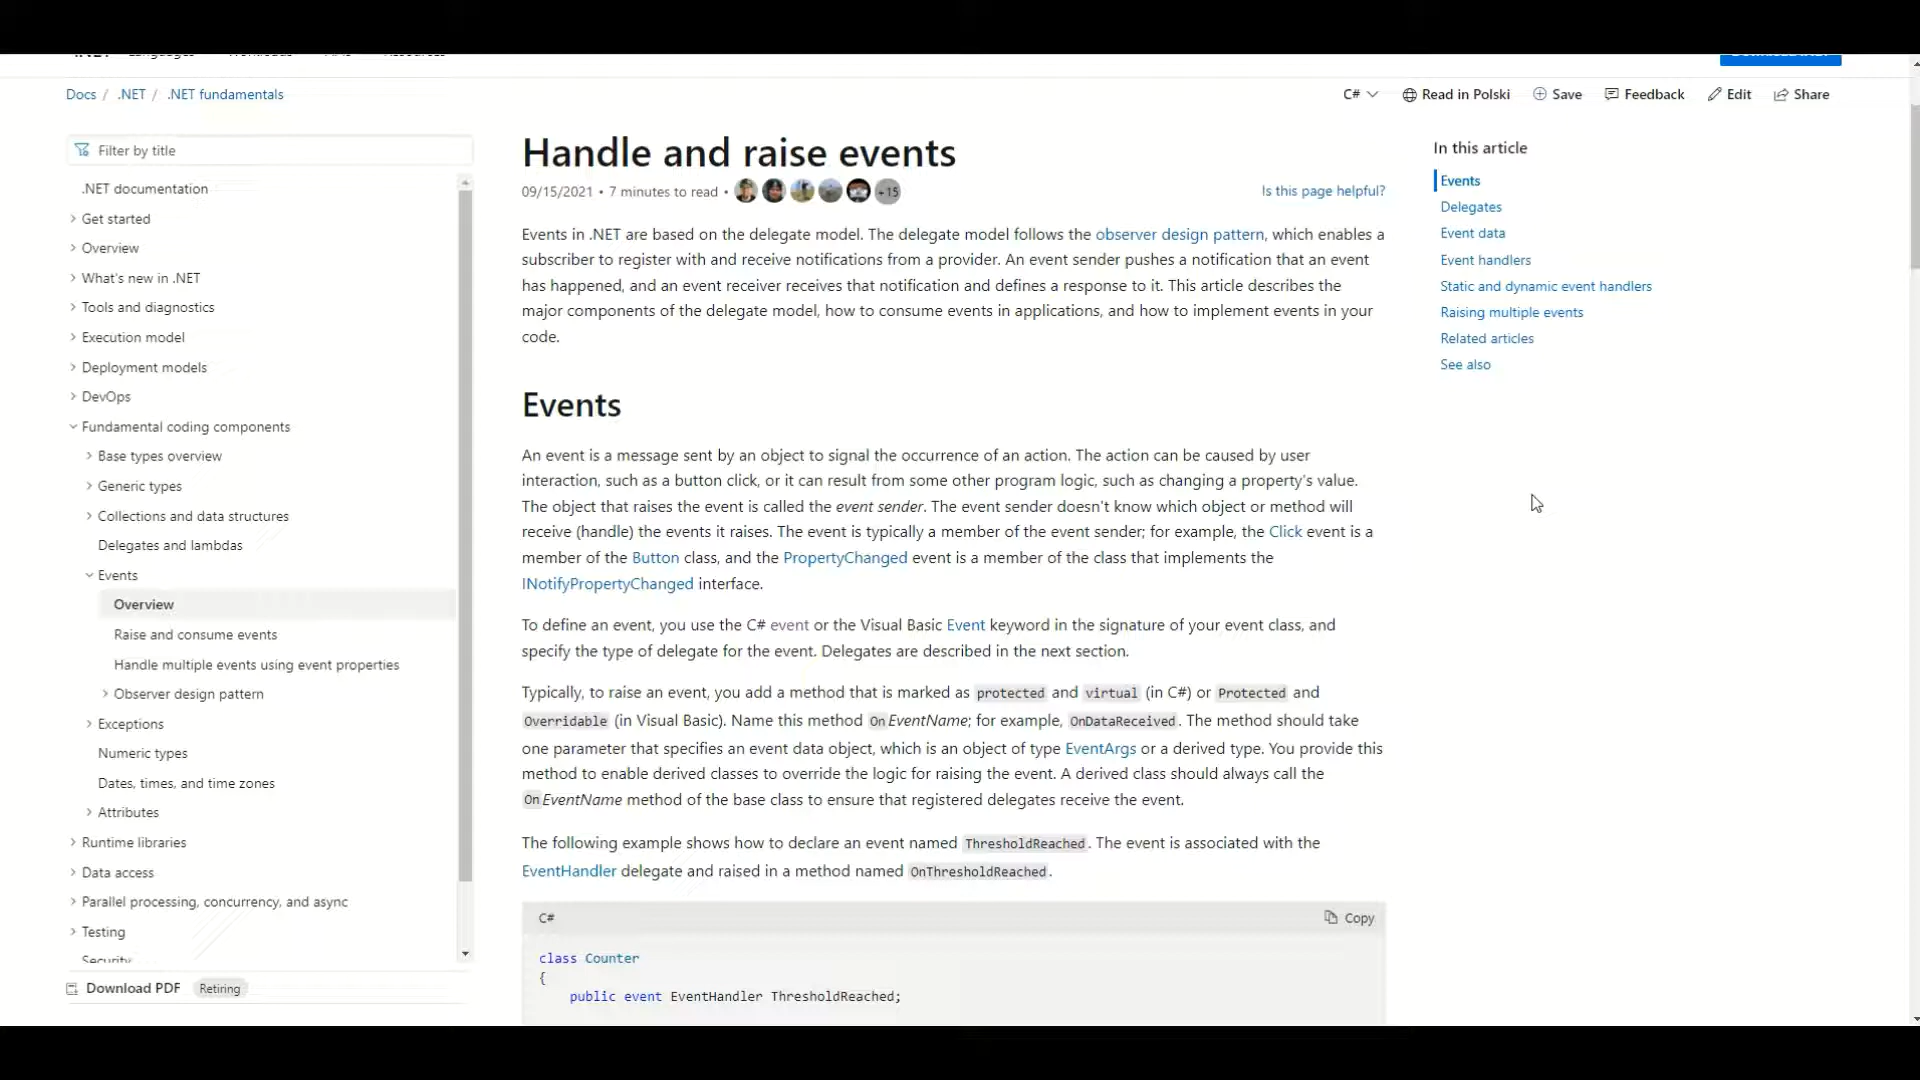 .NET Languages Workloads APIs Resources
Docs / .NET / .NET fundamentals
C# Read in Polski Save Feedback Edit Share
Filter by title
.NET documentation
Get started
Overview
What's new in .NET
Tools and diagnostics
Execution model
Deployment models
DevOps
Fundamental coding components
Base types overview
Generic types
Collections and data structures
Delegates and lambdas
Events
Overview
Raise and consume events
Handle multiple events using event properties
Observer design pattern
Exceptions
Numeric types
Dates, times, and time zones
Attributes
Runtime libraries
Data access
Parallel processing, concurrency, and async
Testing
Security
Download PDF Retiring
Handle and raise events
09/15/2021 • 7 minutes to read • +15
Is this page helpful?
Events in .NET are based on the delegate model. The delegate model follows the observer design pattern, which enables a
subscriber to register with and receive notifications from a provider. An event sender pushes a notification that an event
has happened, and an event receiver receives that notification and defines a response to it. This article describes the
major components of the delegate model, how to consume events in applications, and how to implement events in your
code.
Events
An event is a message sent by an object to signal the occurrence of an action. The action can be caused by user
interaction, such as a button click, or it can result from some other program logic, such as changing a property's value.
The object that raises the event is called the event sender. The event sender doesn't know which object or method will
receive (handle) the events it raises. The event is typically a member of the event sender; for example, the Click event is a
member of the Button class, and the PropertyChanged event is a member of the class that implements the
INotifyPropertyChanged interface.
To define an event, you use the C# event or the Visual Basic Event keyword in the signature of your event class, and
specify the type of delegate for the event. Delegates are described in the next section.
Typically, to raise an event, you add a method that is marked as protected and virtual (in C#) or Protected and
Overridable (in Visual Basic). Name this method OnEventName; for example, OnDataReceived. The method should take
one parameter that specifies an event data object, which is an object of type EventArgs or a derived type. You provide this
method to enable derived classes to override the logic for raising the event. A derived class should always call the
OnEventName method of the base class to ensure that registered delegates receive the event.
The following example shows how to declare an event named ThresholdReached. The event is associated with the
EventHandler delegate and raised in a method named OnThresholdReached.
C# Copy
class Counter
{
public event EventHandler ThresholdReached;
In this article
Events
Delegates
Event data
Event handlers
Static and dynamic event handlers
Raising multiple events
Related articles
See also